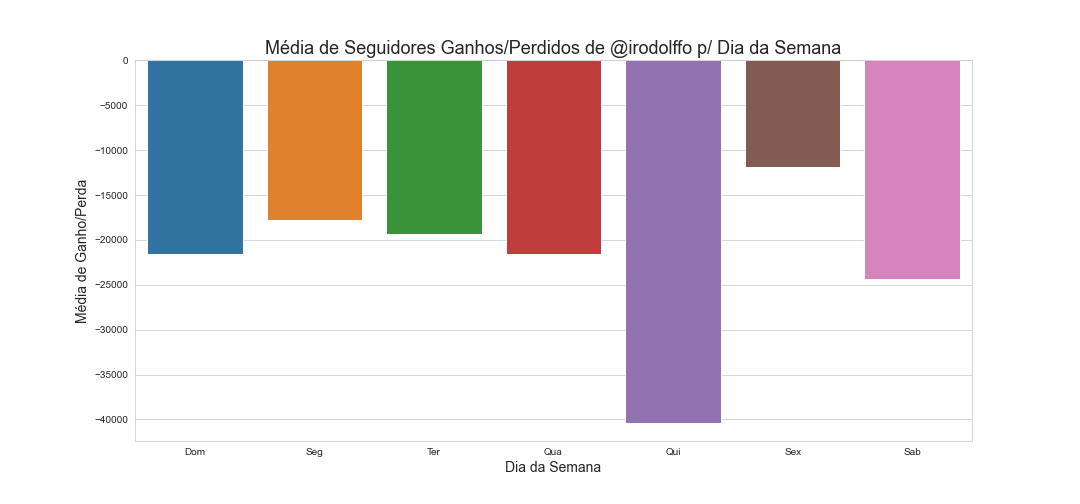 Média de Seguidores Ganhos/Perdidos de @irodolffo p/ Dia da Semana
Média de Ganho/Perda
0
−5000
−10000
−15000
−20000
−25000
−30000
−35000
−40000
Dom Seg Ter Qua Qui Sex Sab
Dia da Semana